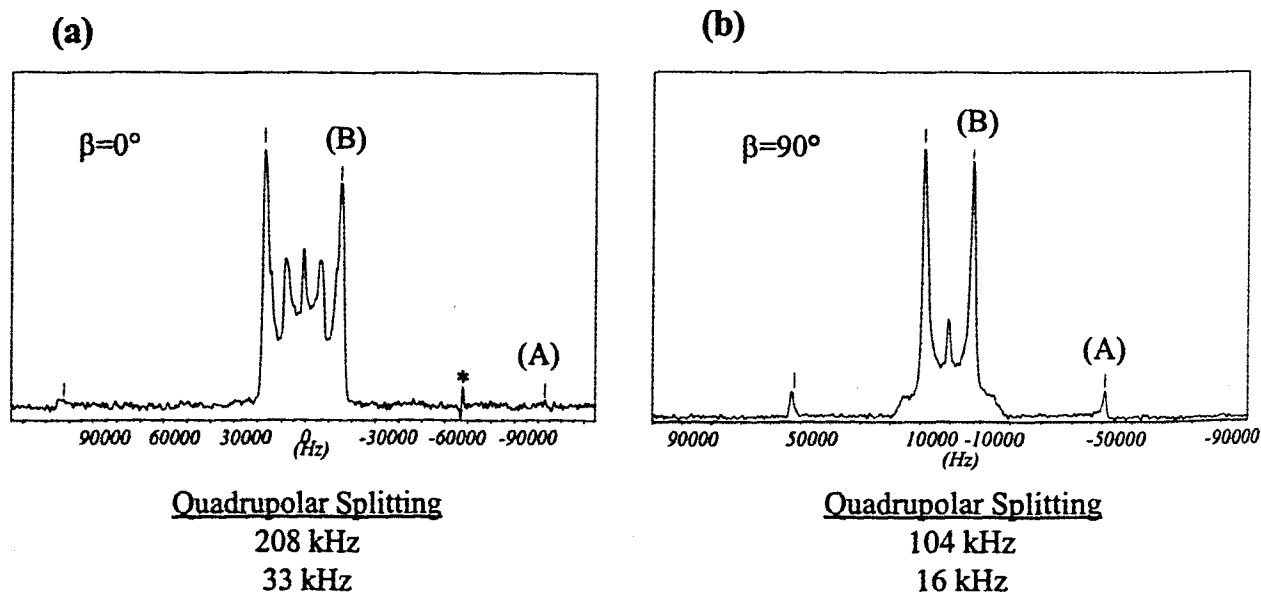 (a)
β=0°
(B)
*
(A)
90000 60000 30000 0 -30000 -60000 -90000
(Hz)
Quadrupolar Splitting
208 kHz
33 kHz
(b)
β=90°
(B)
(A)
90000 50000 10000 -10000 -50000 -90000
(Hz)
Quadrupolar Splitting
104 kHz
16 kHz